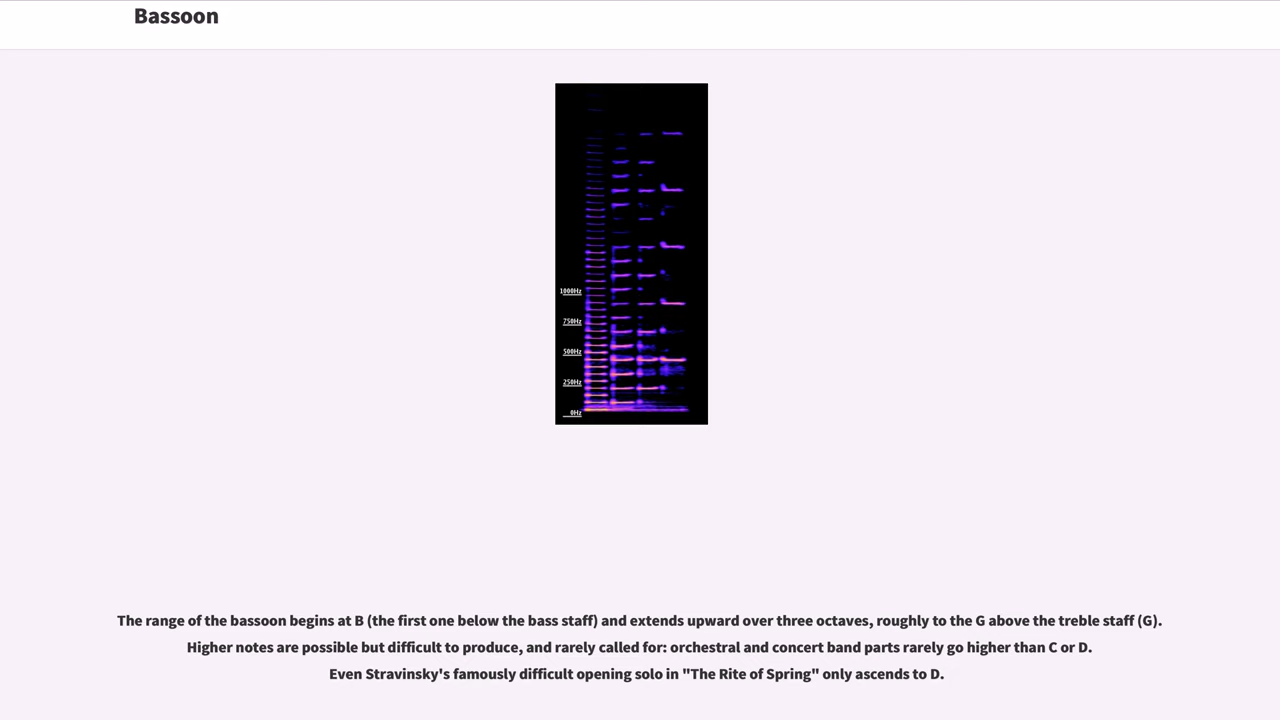 Bassoon
1000Hz
750Hz
500Hz
250Hz
0Hz
The range of the bassoon begins at B (the first one below the bass staff) and extends upward over three octaves, roughly to the G above the treble staff (G).
Higher notes are possible but difficult to produce, and rarely called for: orchestral and concert band parts rarely go higher than C or D.
Even Stravinsky's famously difficult opening solo in "The Rite of Spring" only ascends to D.